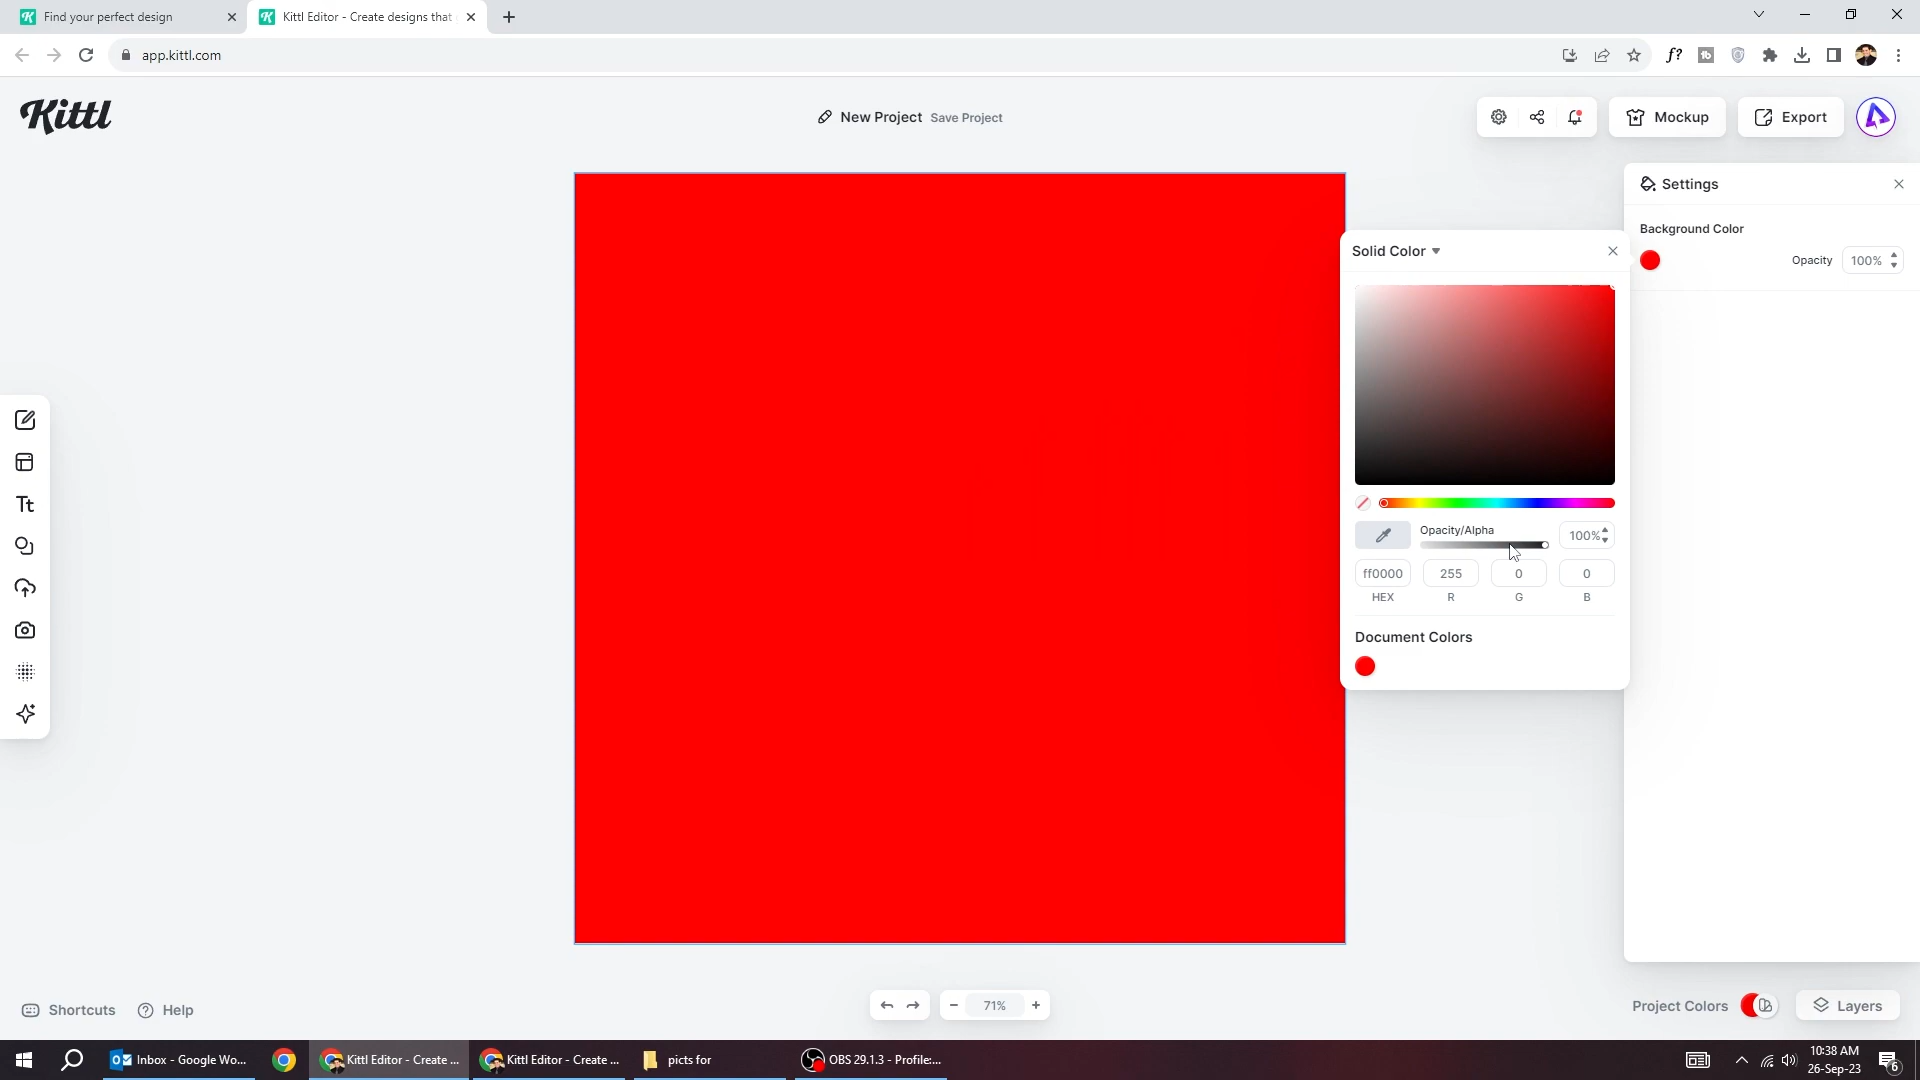 Find your perfect design
Kittl Editor - Create designs that
app.kittl.com
Kittl
New Project Save Project
Mockup
Export
Settings
Background Color
Opacity 100%
Solid Color
Opacity/Alpha
100%
ff0000 255 0 0
HEX R G B
Document Colors
Tt
Shortcuts
Help
71%
Project Colors
Layers
Inbox - Google Wo...
Kittl Editor - Create ...
Kittl Editor - Create ...
picts for
OBS 29.1.3 - Profile:...
10:38 AM
26-Sep-23
6